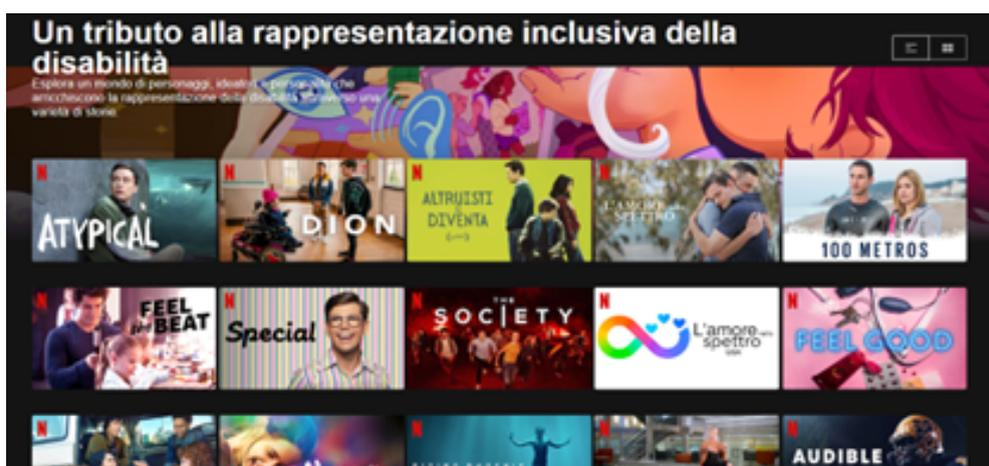 Un tributo alla rappresentazione inclusiva della
disabilità
Esplora un mondo di personaggi, ideatori e personalità che
arricchiscono la rappresentazione della disabilità attraverso una
varietà di storie.
N
ATYPICAL
N
DION
N
ALTRUISTI
SI
DIVENTA
N
L'AMORE nello
SPETTRO
100 METROS
N
FEEL
the BEAT
N
Special
N
THE
SOCIETY
N
L'amore nello
spettro
USA
N
FEEL GOOD
N
N
N
N
AUDIBLE